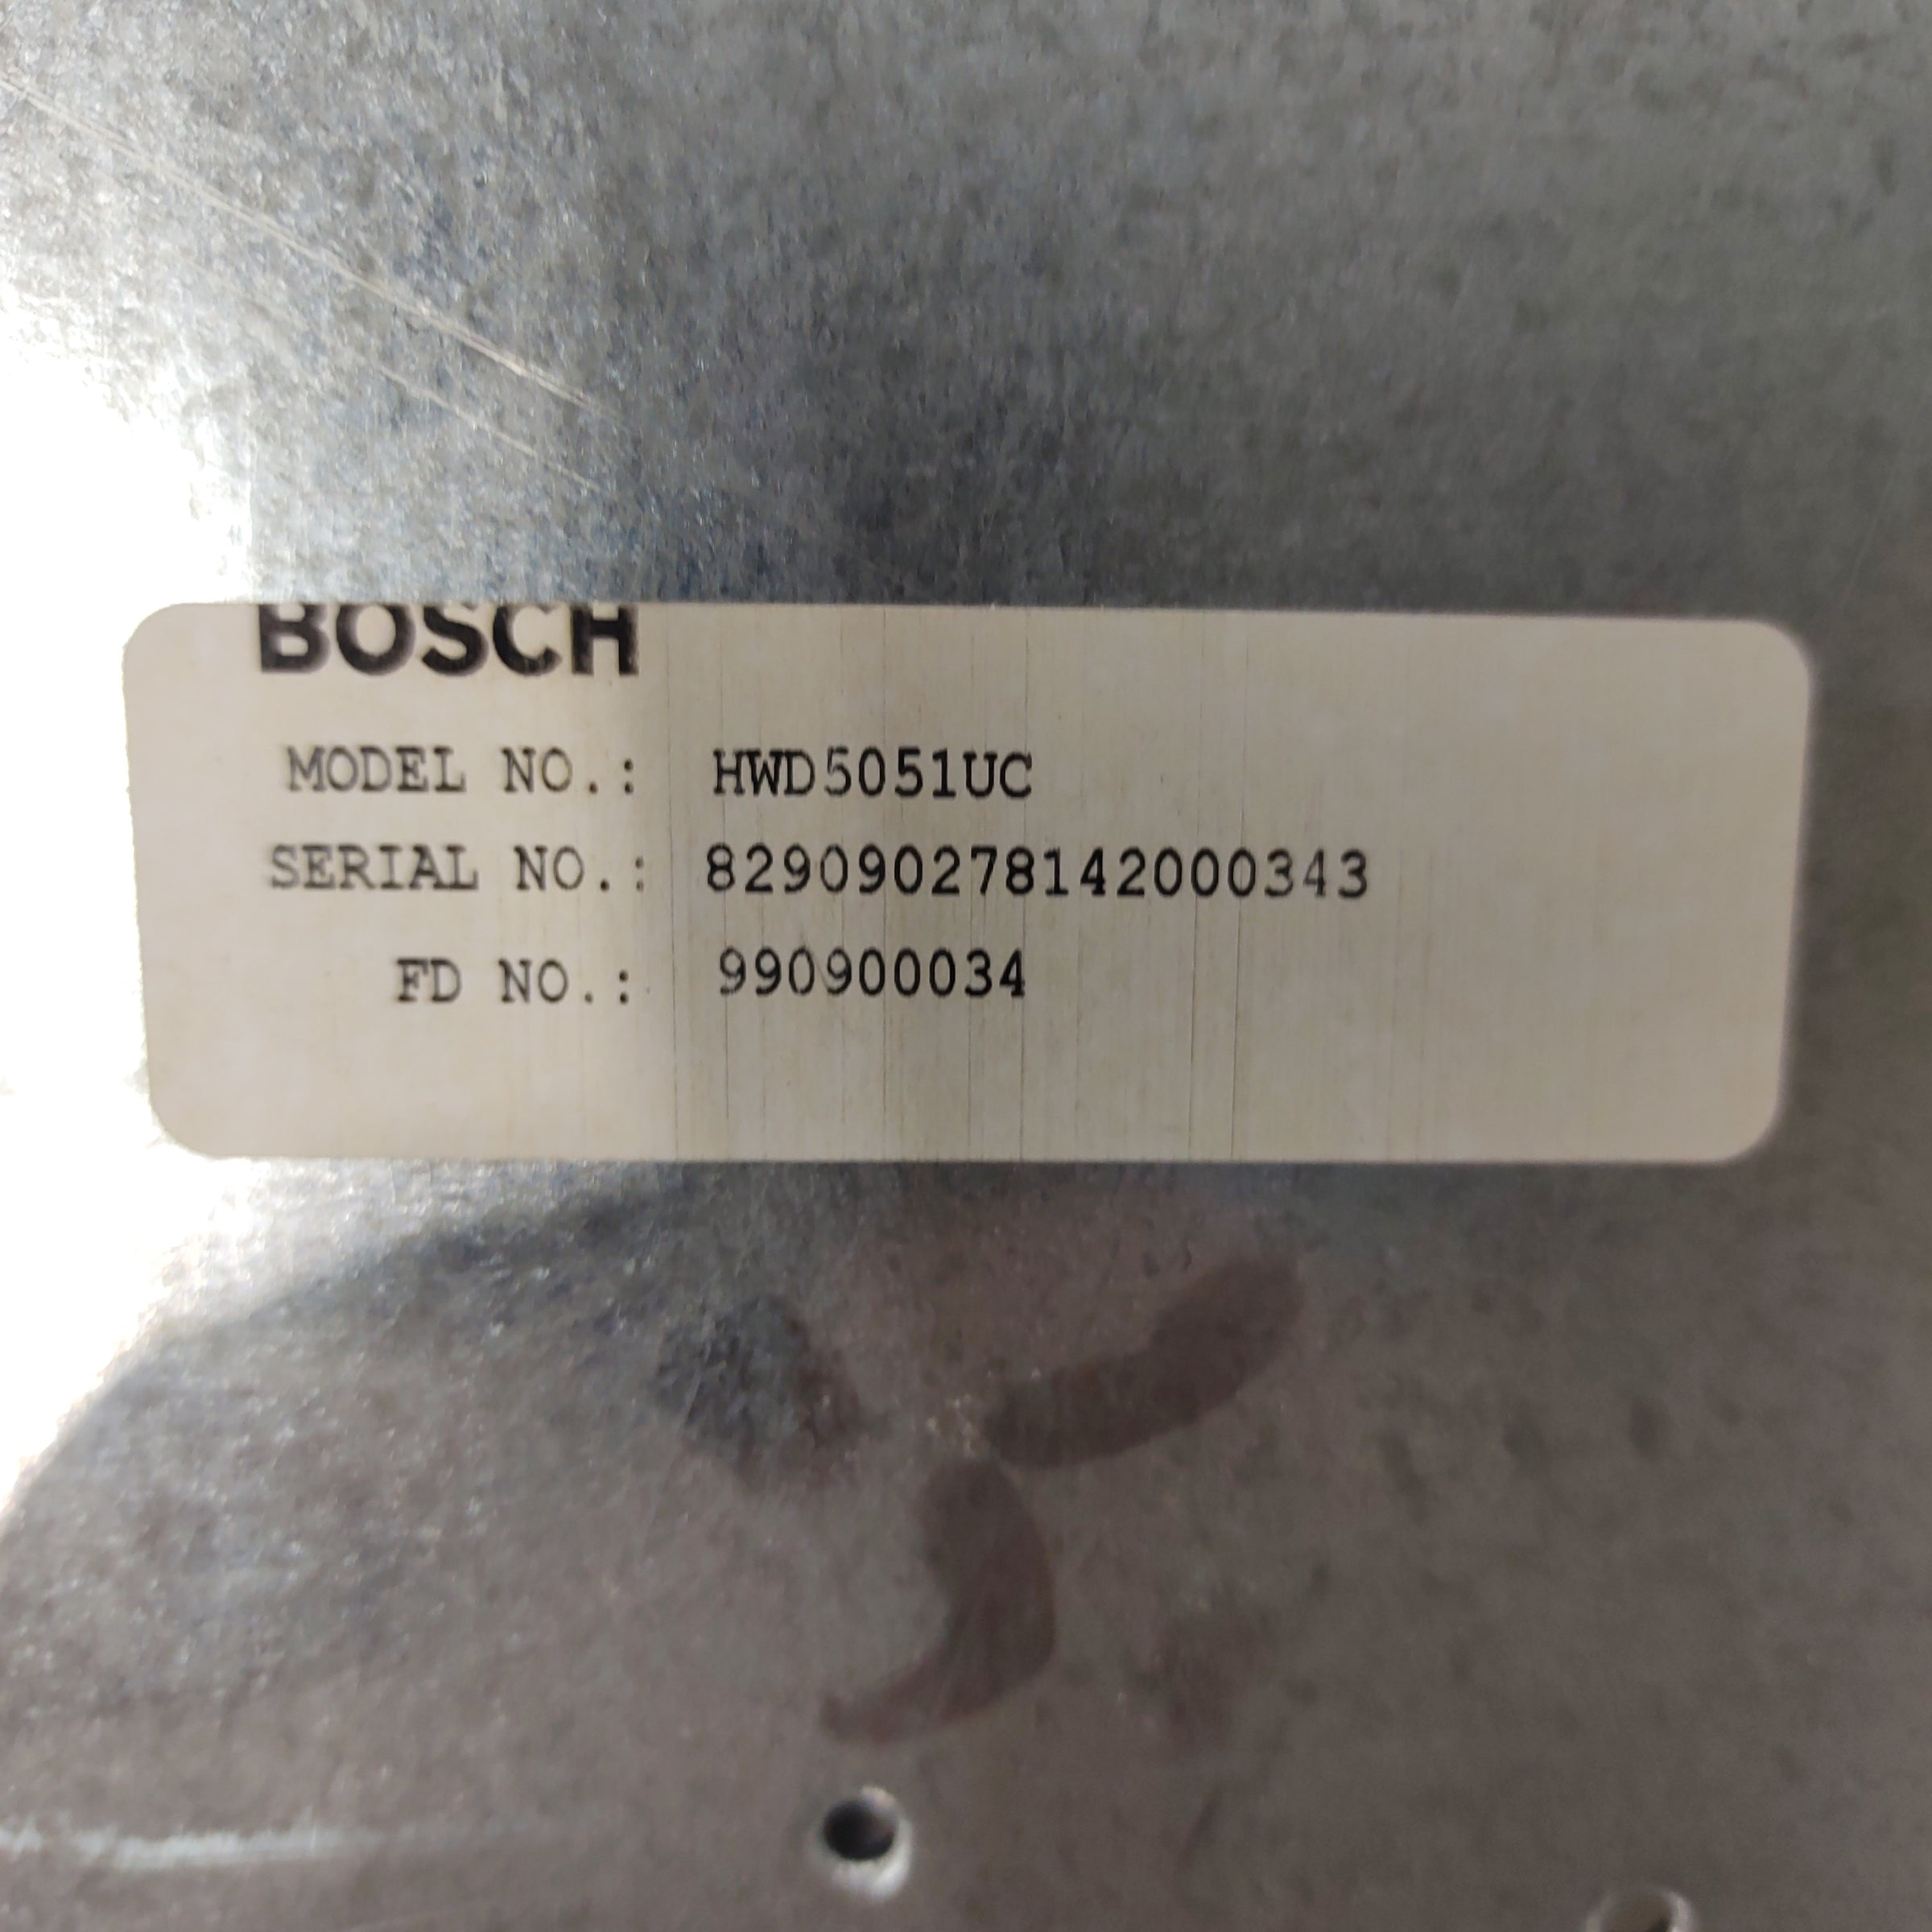 BOSCH
MODEL NO.: HWD5051UC
SERIAL NO.: 829090278142000343
FD NO.: 990900034